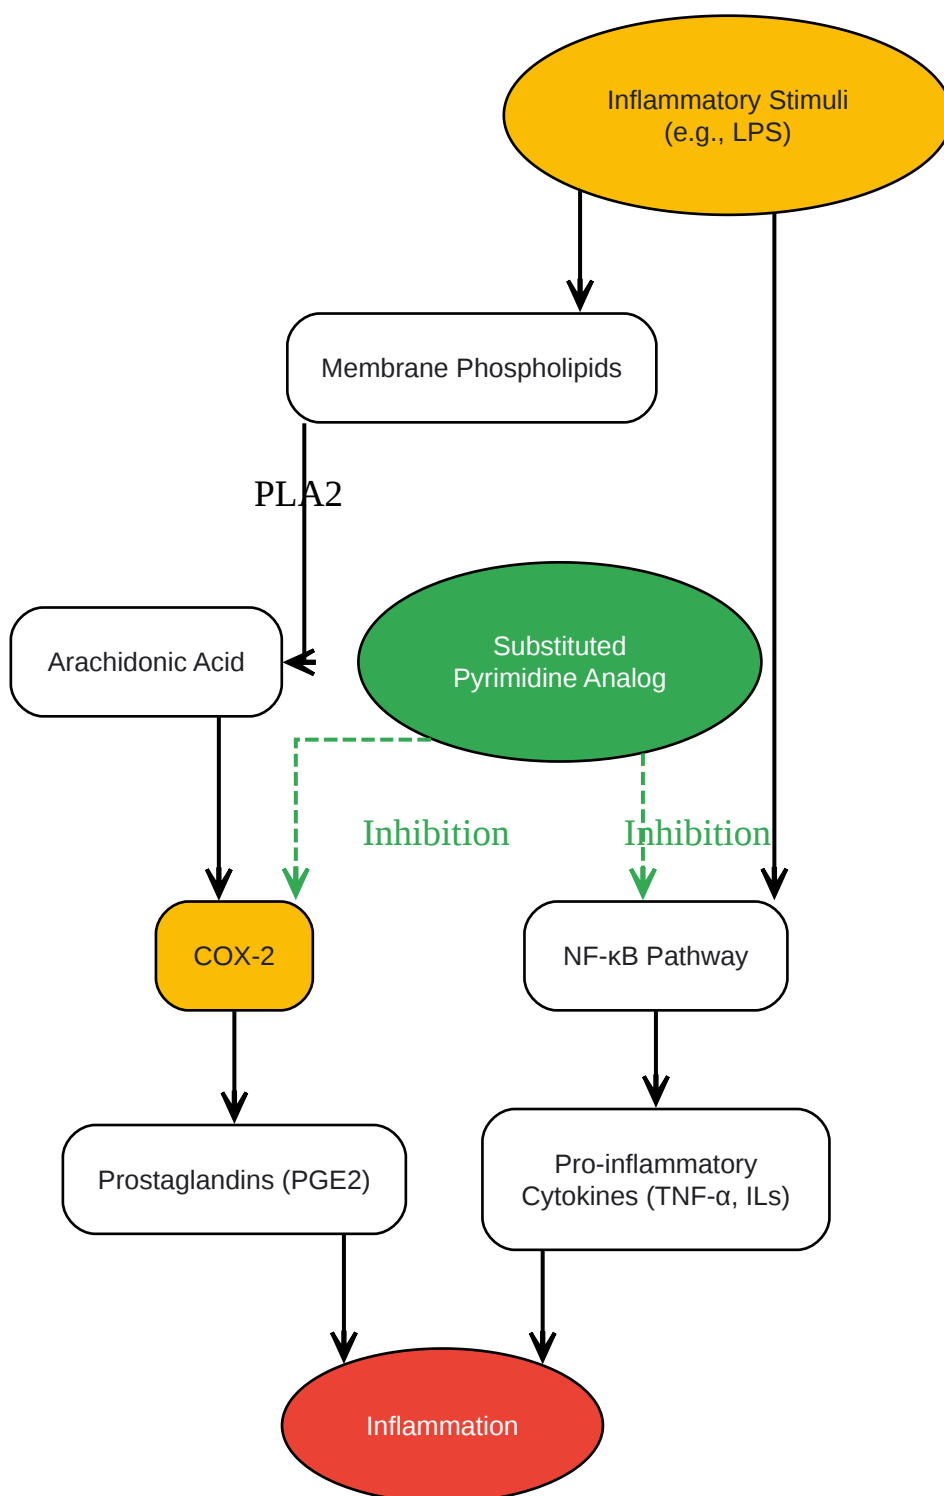 Inflammatory Stimuli
(e.g., LPS)
Membrane Phospholipids
PLA2
Arachidonic Acid
Substituted
Pyrimidine Analog
Inhibition
Inhibition
COX-2
NF-κB Pathway
Prostaglandins (PGE2)
Pro-inflammatory
Cytokines (TNF-α, ILs)
Inflammation